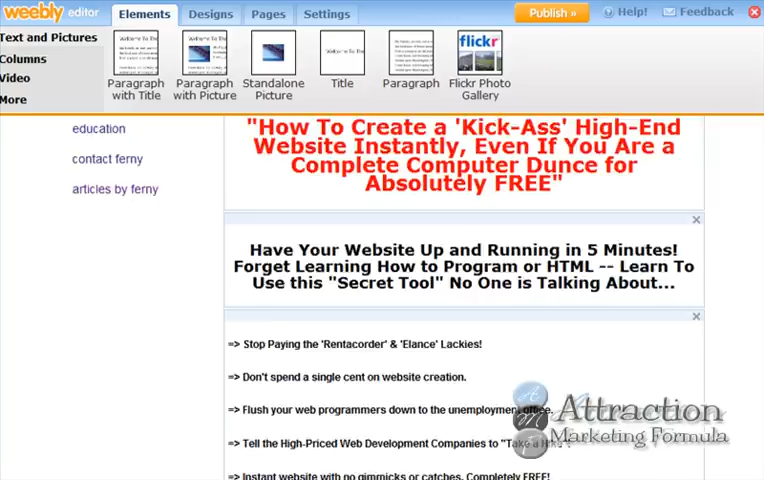 weebly editor
Elements Designs Pages Settings
Publish » Help! Feedback
Text and Pictures
Columns
Video
More
Paragraph with Title
Paragraph with Picture
Standalone Picture
Title
Paragraph
flickr
Flickr Photo Gallery
education
contact ferny
articles by ferny
"How To Create a 'Kick-Ass' High-End
Website Instantly, Even If You Are a
Complete Computer Dunce for
Absolutely FREE"
Have Your Website Up and Running in 5 Minutes!
Forget Learning How to Program or HTML -- Learn To
Use this "Secret Tool" No One is Talking About...
=> Stop Paying the 'Rentacorder' & 'Elance' Lackies!
=> Don't spend a single cent on website creation.
=> Flush your web programmers down to the unemployment office.
=> Tell the High-Priced Web Development Companies to "Take a
=> Instant website with no gimmicks or catches. Completely FREE!
Attraction
Marketing Formula